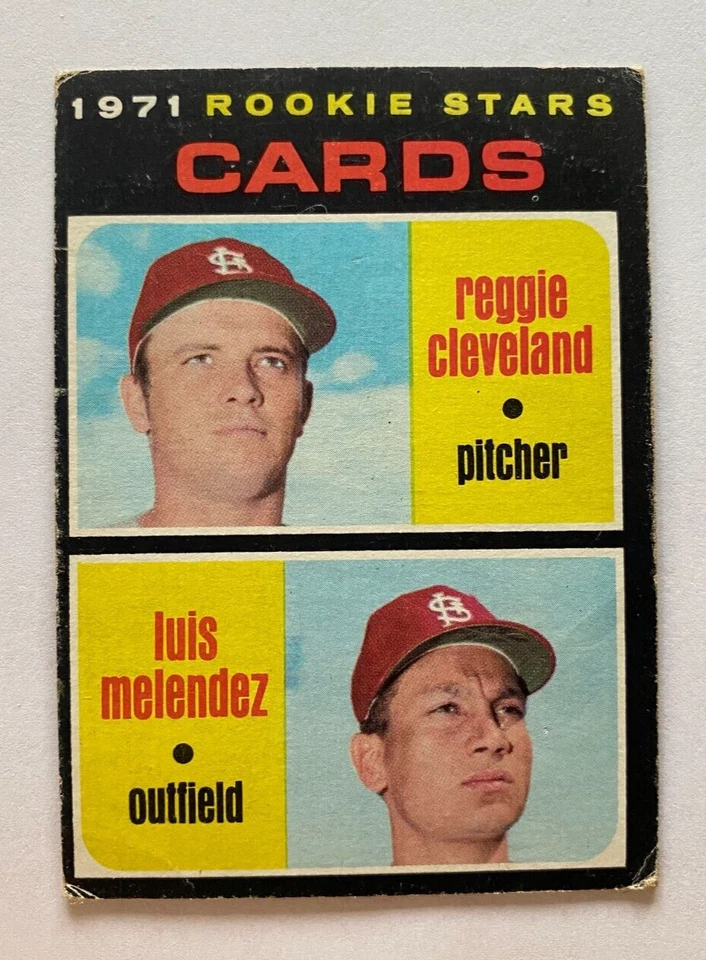 1971 ROOKIE STARS
CARDS
reggie
cleveland
pitcher
luis
melendez
outfield